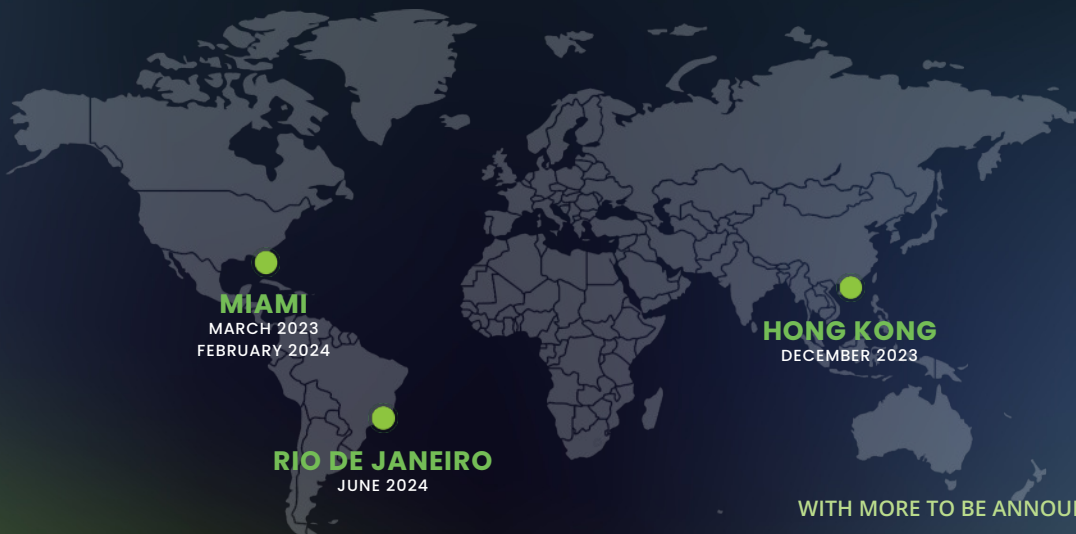 MIAMI
MARCH 2023
FEBRUARY 2024
HONG KONG
DECEMBER 2023
RIO DE JANEIRO
JUNE 2024
WITH MORE TO BE